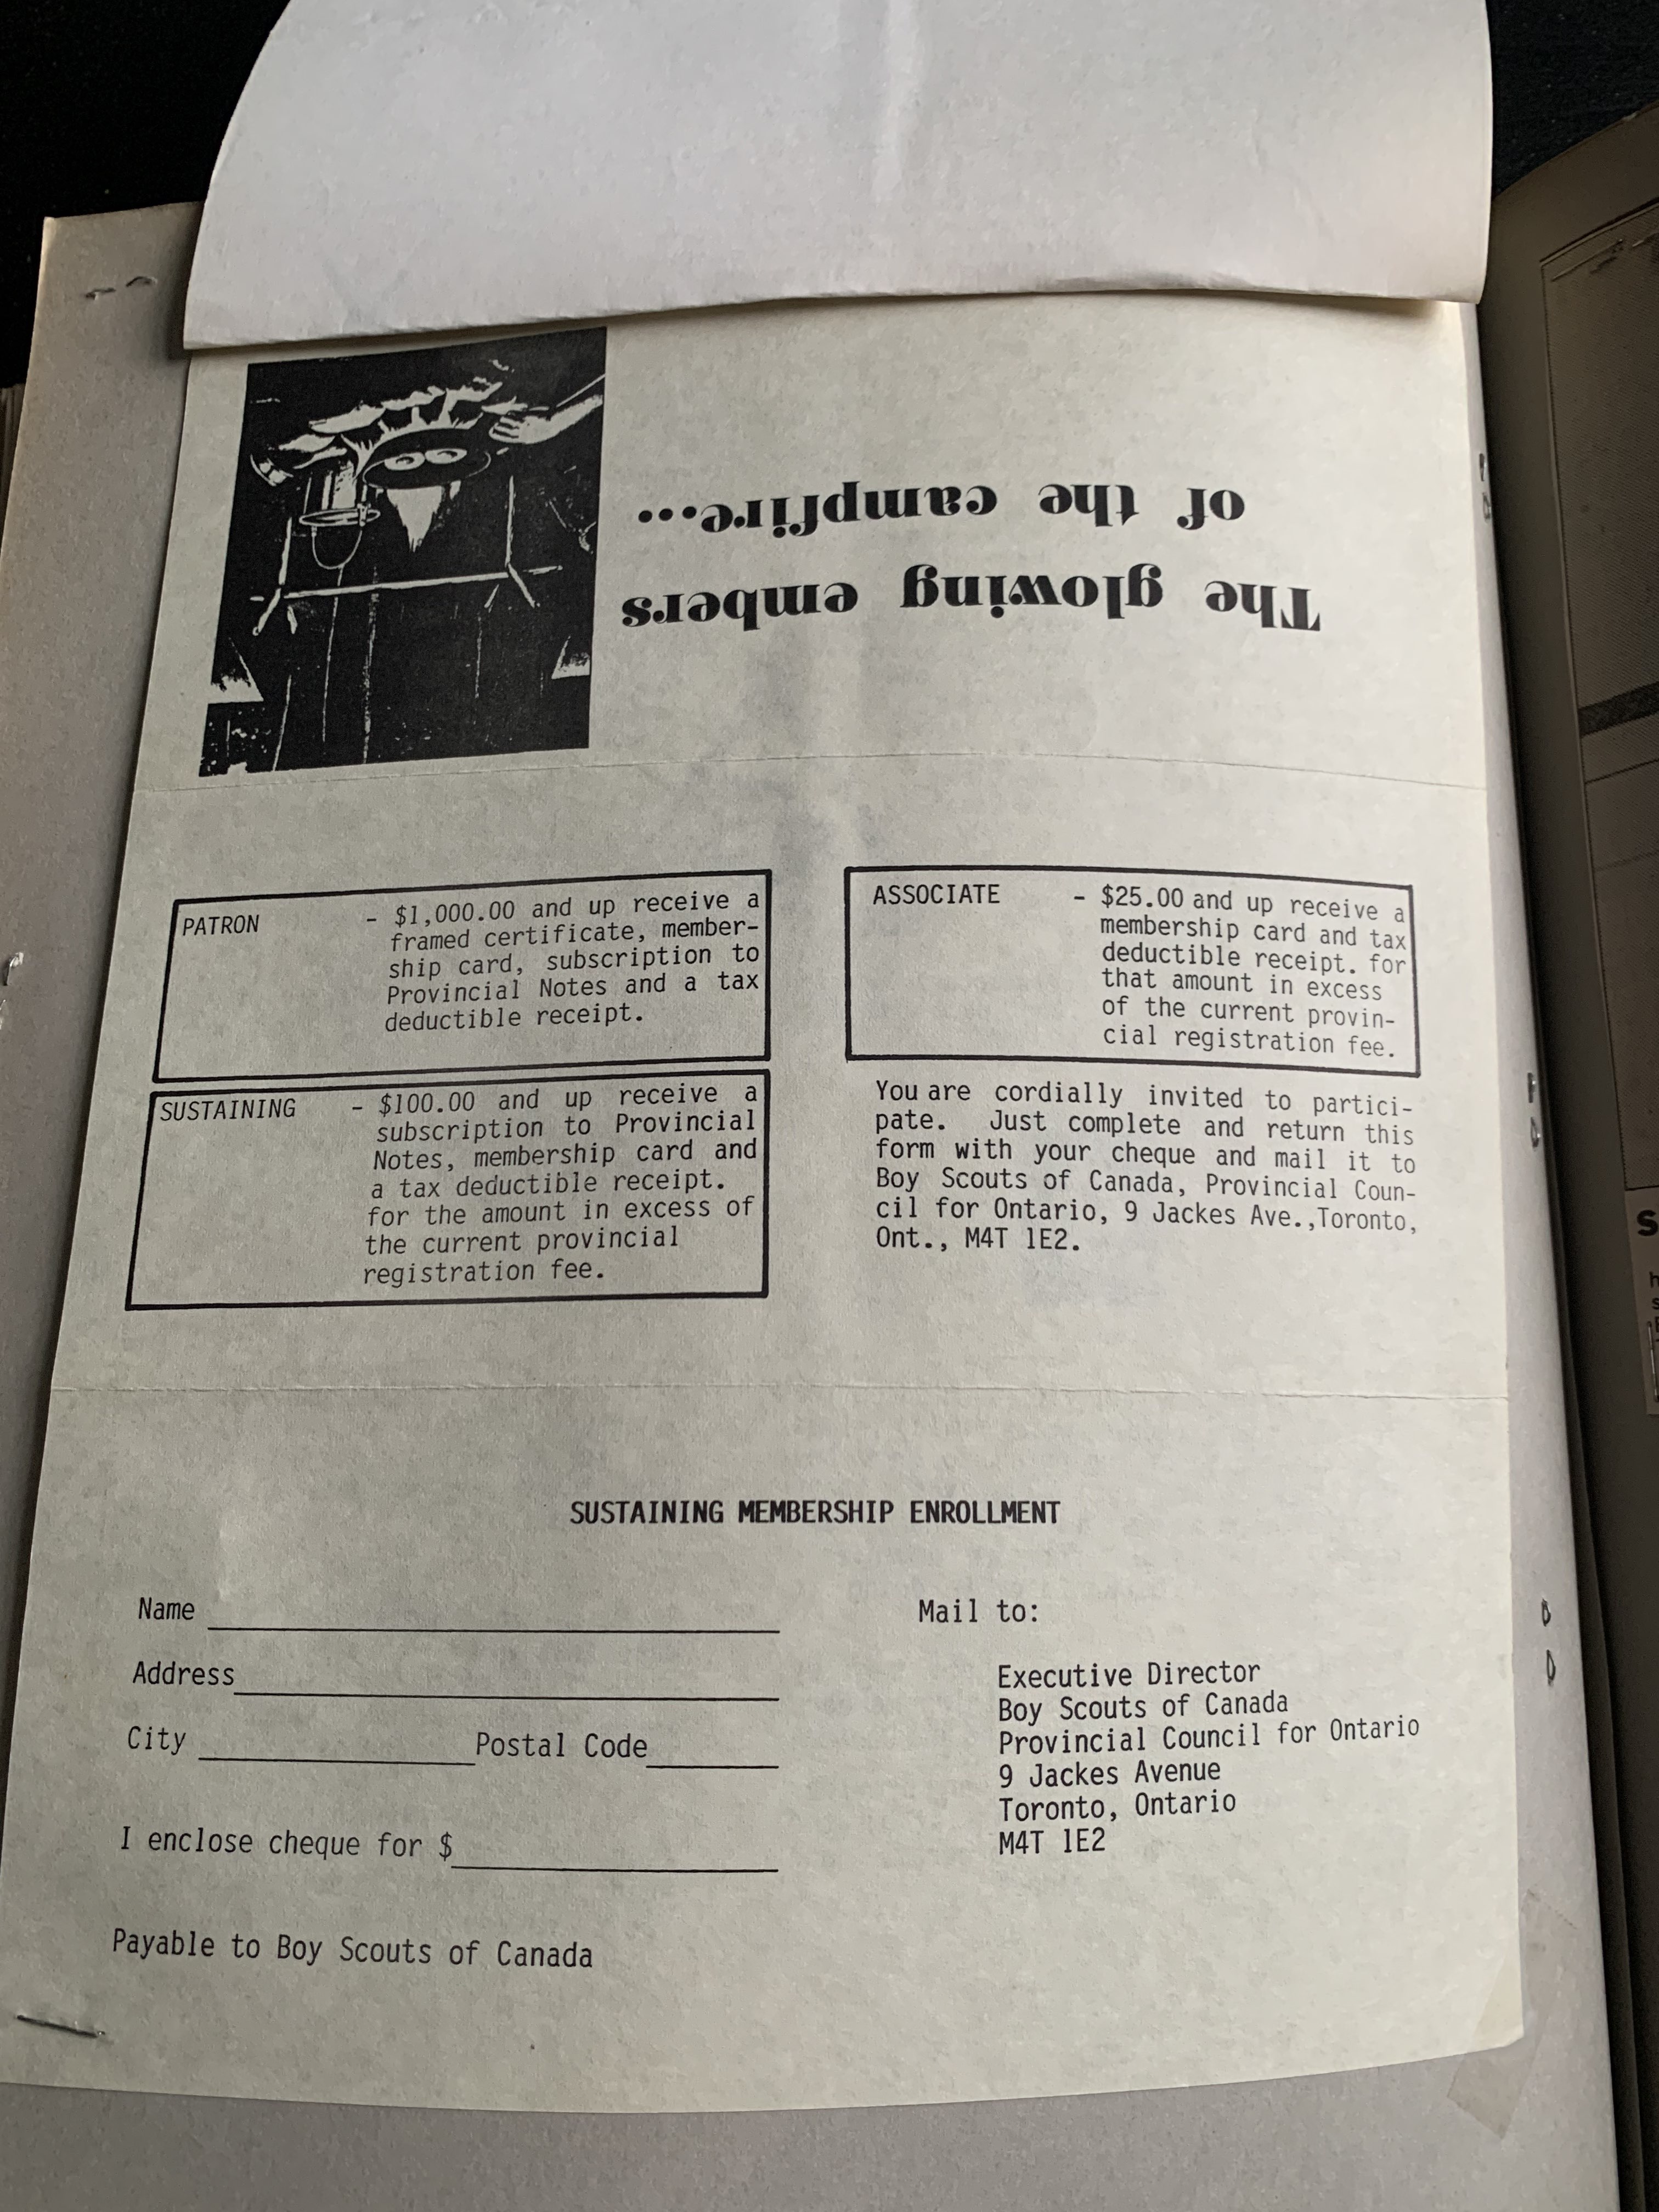 The glowing embers
of the campfire...
PATRON - $1,000.00 and up receive a
framed certificate, member-
ship card, subscription to
Provincial Notes and a tax
deductible receipt.
SUSTAINING - $100.00 and up receive a
subscription to Provincial
Notes, membership card and
a tax deductible receipt.
for the amount in excess of
the current provincial
registration fee.
ASSOCIATE - $25.00 and up receive a
membership card and tax
deductible receipt. for
that amount in excess
of the current provin-
cial registration fee.
You are cordially invited to partici-
pate. Just complete and return this
form with your cheque and mail it to
Boy Scouts of Canada, Provincial Coun-
cil for Ontario, 9 Jackes Ave.,Toronto,
Ont., M4T 1E2.
SUSTAINING MEMBERSHIP ENROLLMENT
Name
Address
City Postal Code
I enclose cheque for $
Payable to Boy Scouts of Canada
Mail to:
Executive Director
Boy Scouts of Canada
Provincial Council for Ontario
9 Jackes Avenue
Toronto, Ontario
M4T 1E2